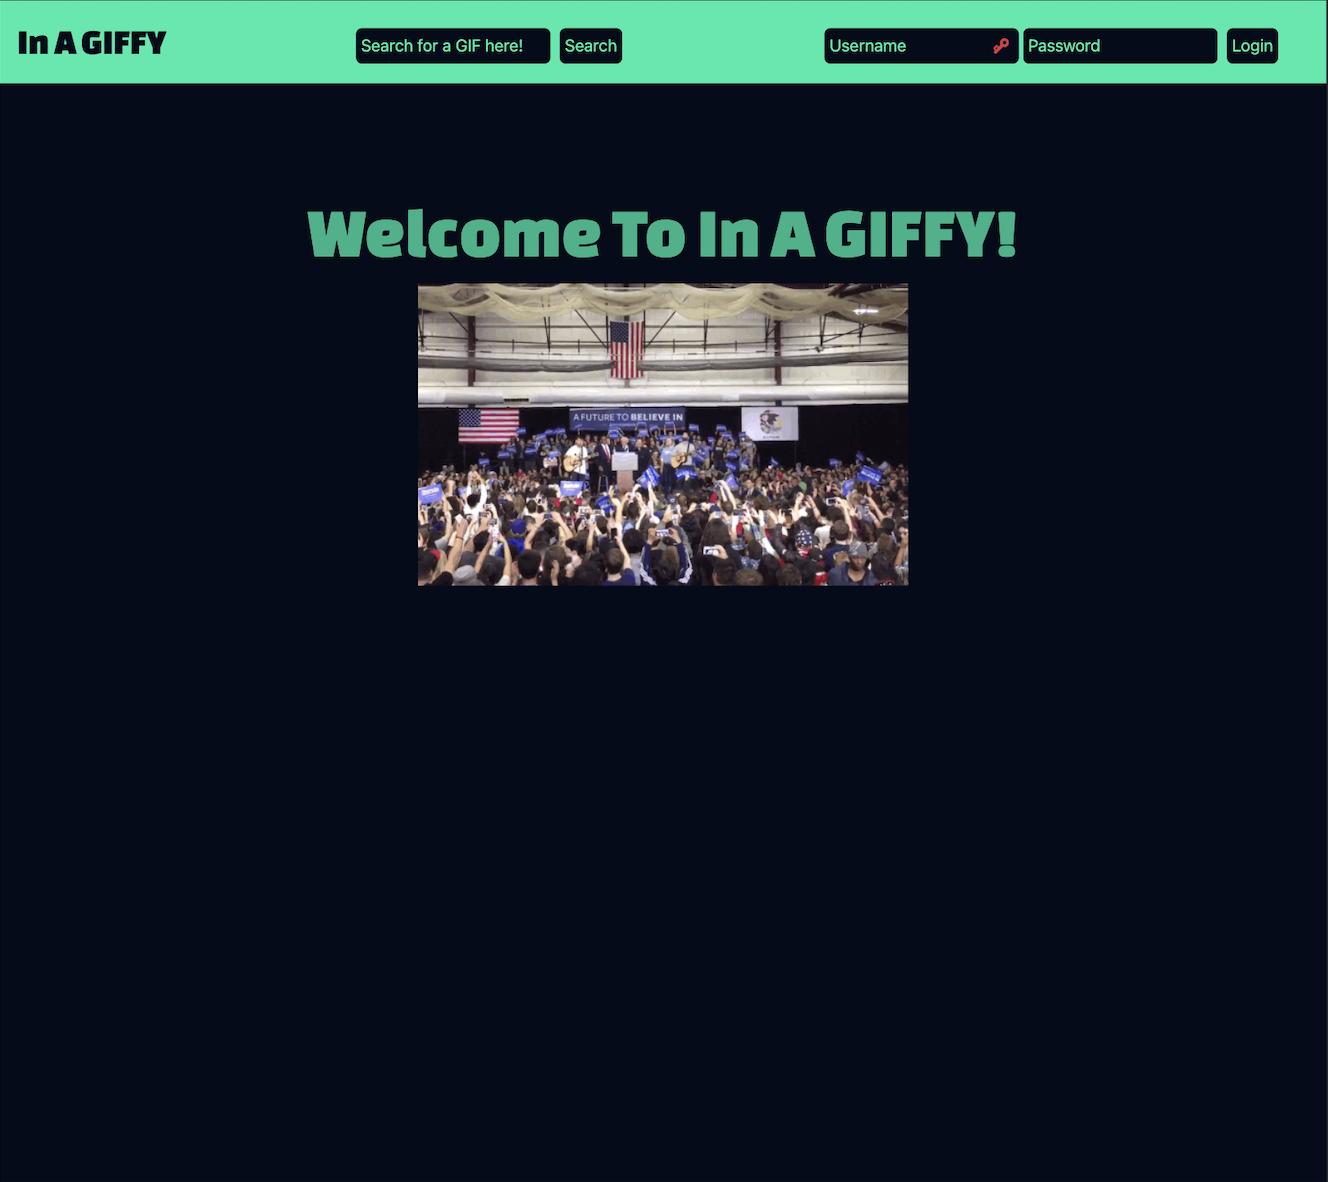 In A GIFFY
Search for a GIF here!
Search
Username
Password
Login
Welcome To In A GIFFY!
A FUTURE TO BELIEVE IN